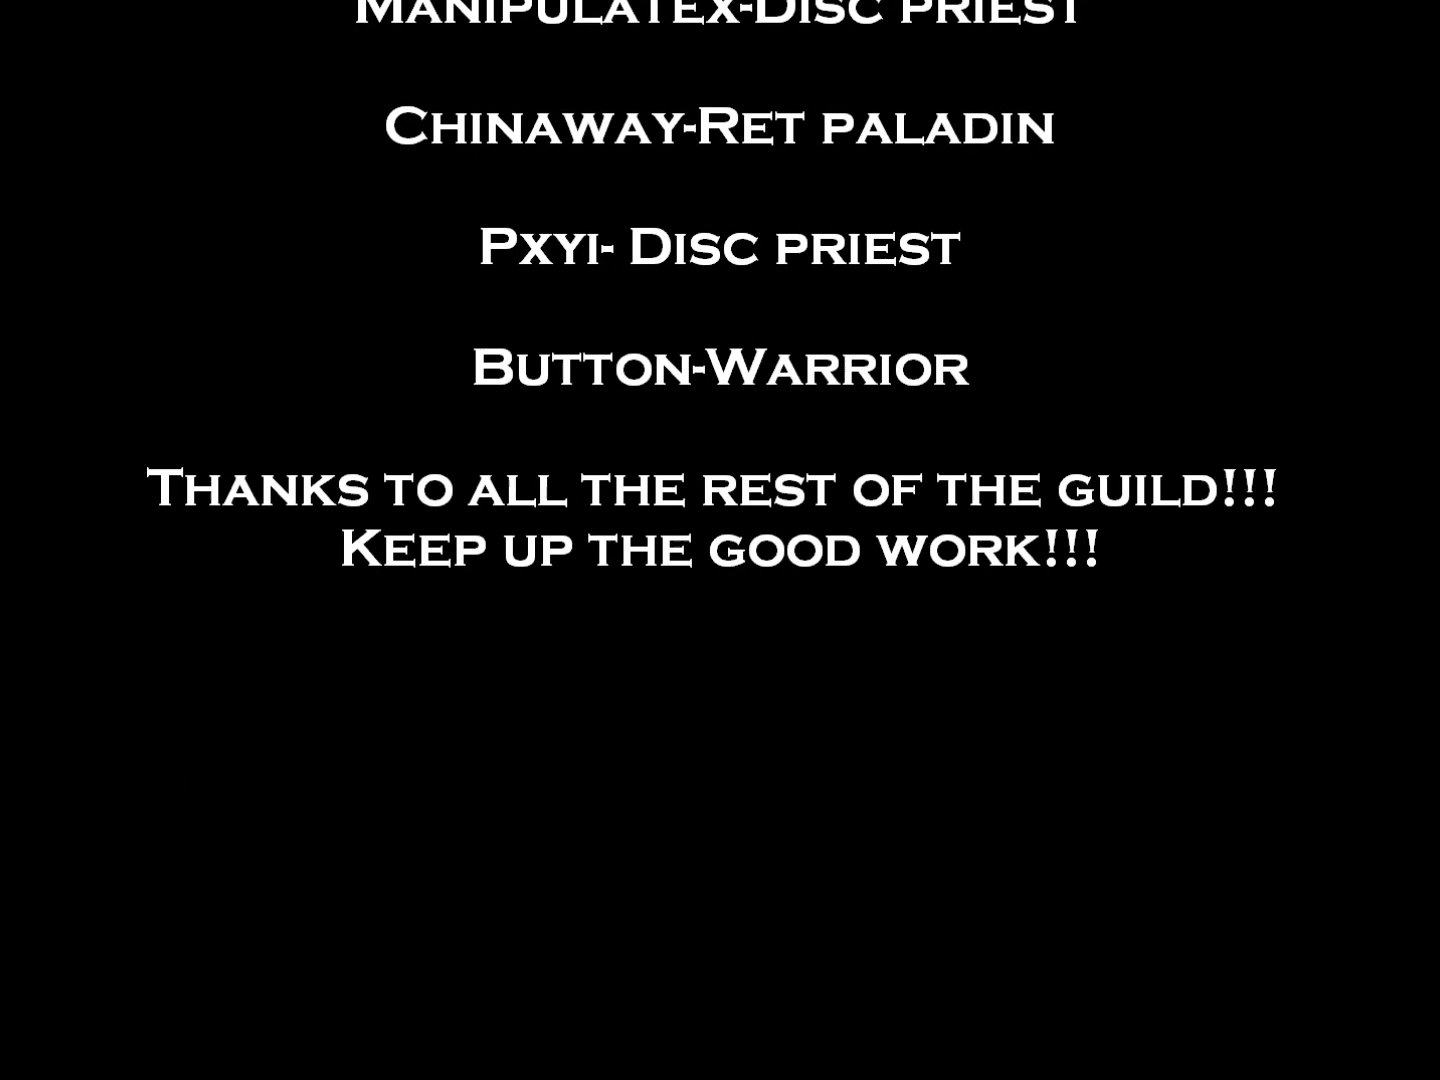 Manipulatex-Disc priest
Chinaway-Ret paladin
Pxyi- Disc priest
Button-Warrior
Thanks to all the rest of the guild!!!
Keep up the good work!!!